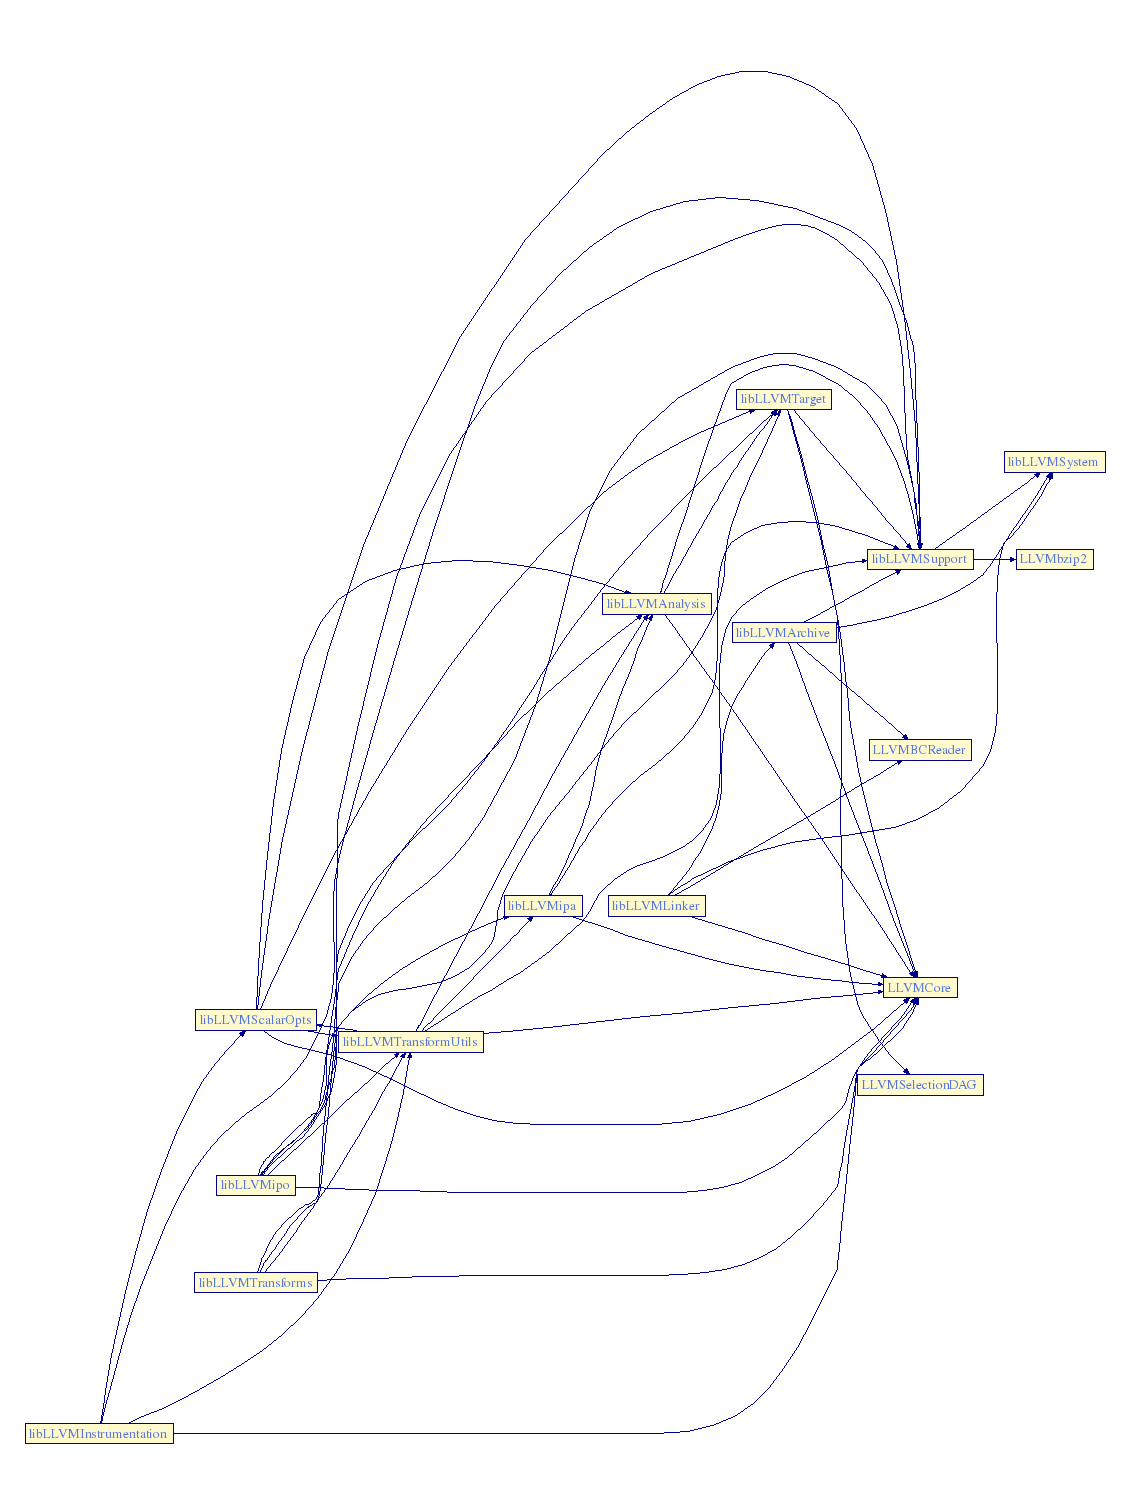 libLLVMTarget
libLLVMSystem
libLLVMSupport
LLVMbzip2
libLLVMAnalysis
libLLVMArchive
LLVMBCReader
libLLVMipa
libLLVMLinker
LLVMCore
libLLVMScalarOpts
libLLVMTransformUtils
LLVMSelectionDAG
libLLVMipo
libLLVMTransforms
libLLVMInstrumentation